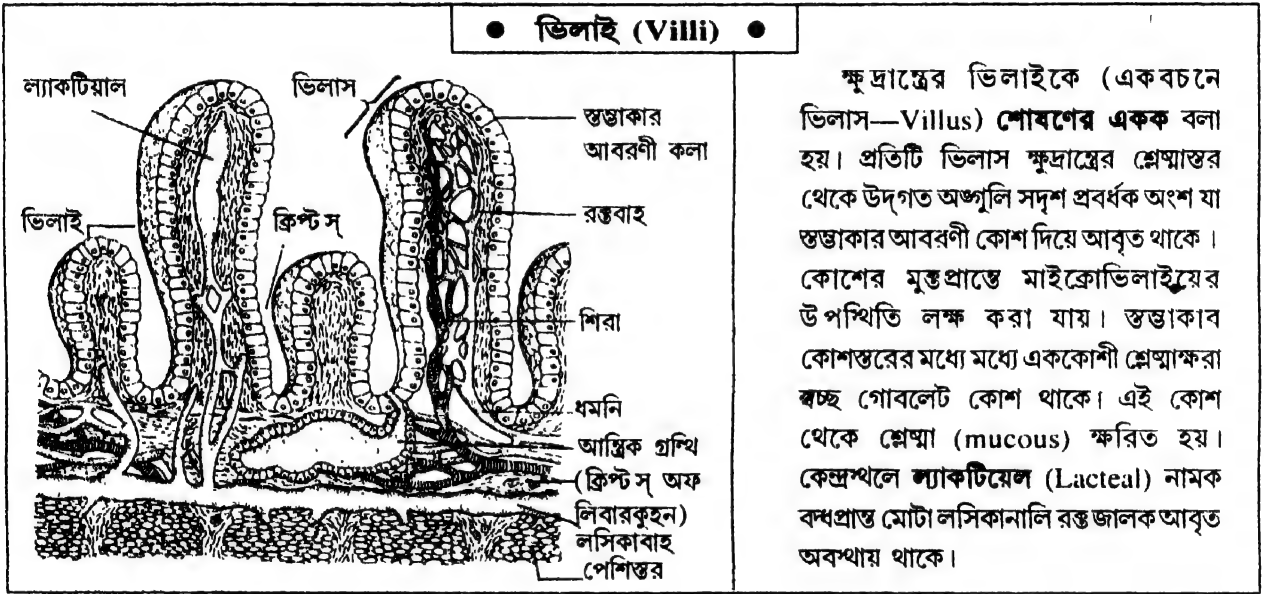 ● ভিলাই (Villi) ●
ল্যাকটিয়াল
ভিলাস
স্তম্ভাকার
আবরণী কলা
ভিলাই
ক্রিপ্ট স্
রক্তবাহ
শিরা
ধমনি
আন্ত্রিক গ্রন্থি
(ক্রিপ্ট স্ অফ
লিবারকুহন)
লসিকাবাহ
পেশিস্তর
ক্ষুদ্রান্ত্রের ভিলাইকে (একবচনে
ভিলাস—Villus) শোষণের একক বলা
হয়। প্রতিটি ভিলাস ক্ষুদ্রান্ত্রের শ্লেষ্মাস্তর
থেকে উদ্‌গত অঙ্গুলি সদৃশ প্রবর্ধক অংশ যা
স্তম্ভাকার আবরণী কোশ দিয়ে আবৃত থাকে।
কোশের মুক্তপ্রান্তে মাইক্রোভিলাইয়ের
উপস্থিতি লক্ষ করা যায়। স্তম্ভাকাব
কোশস্তরের মধ্যে মধ্যে এককোশী শ্লেষ্মাক্ষরা
স্বচ্ছ গোবলেট কোশ থাকে। এই কোশ
থেকে শ্লেষ্মা (mucous) ক্ষরিত হয়।
কেন্দ্রস্থলে ল্যাকটিয়েল (Lacteal) নামক
বদ্ধপ্রান্ত মোটা লসিকানালি রক্ত জালক আবৃত
অবস্থায় থাকে।